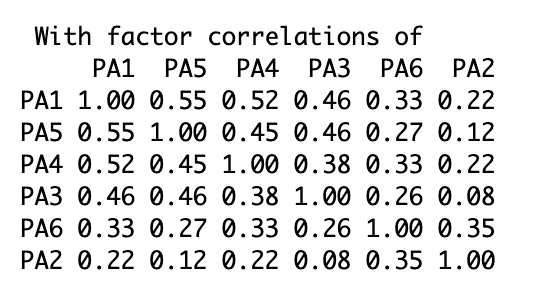 With factor correlations of
PA1 PA5 PA4 PA3 PA6 PA2
PA1 1.00 0.55 0.52 0.46 0.33 0.22
PA5 0.55 1.00 0.45 0.46 0.27 0.12
PA4 0.52 0.45 1.00 0.38 0.33 0.22
PA3 0.46 0.46 0.38 1.00 0.26 0.08
PA6 0.33 0.27 0.33 0.26 1.00 0.35
PA2 0.22 0.12 0.22 0.08 0.35 1.00